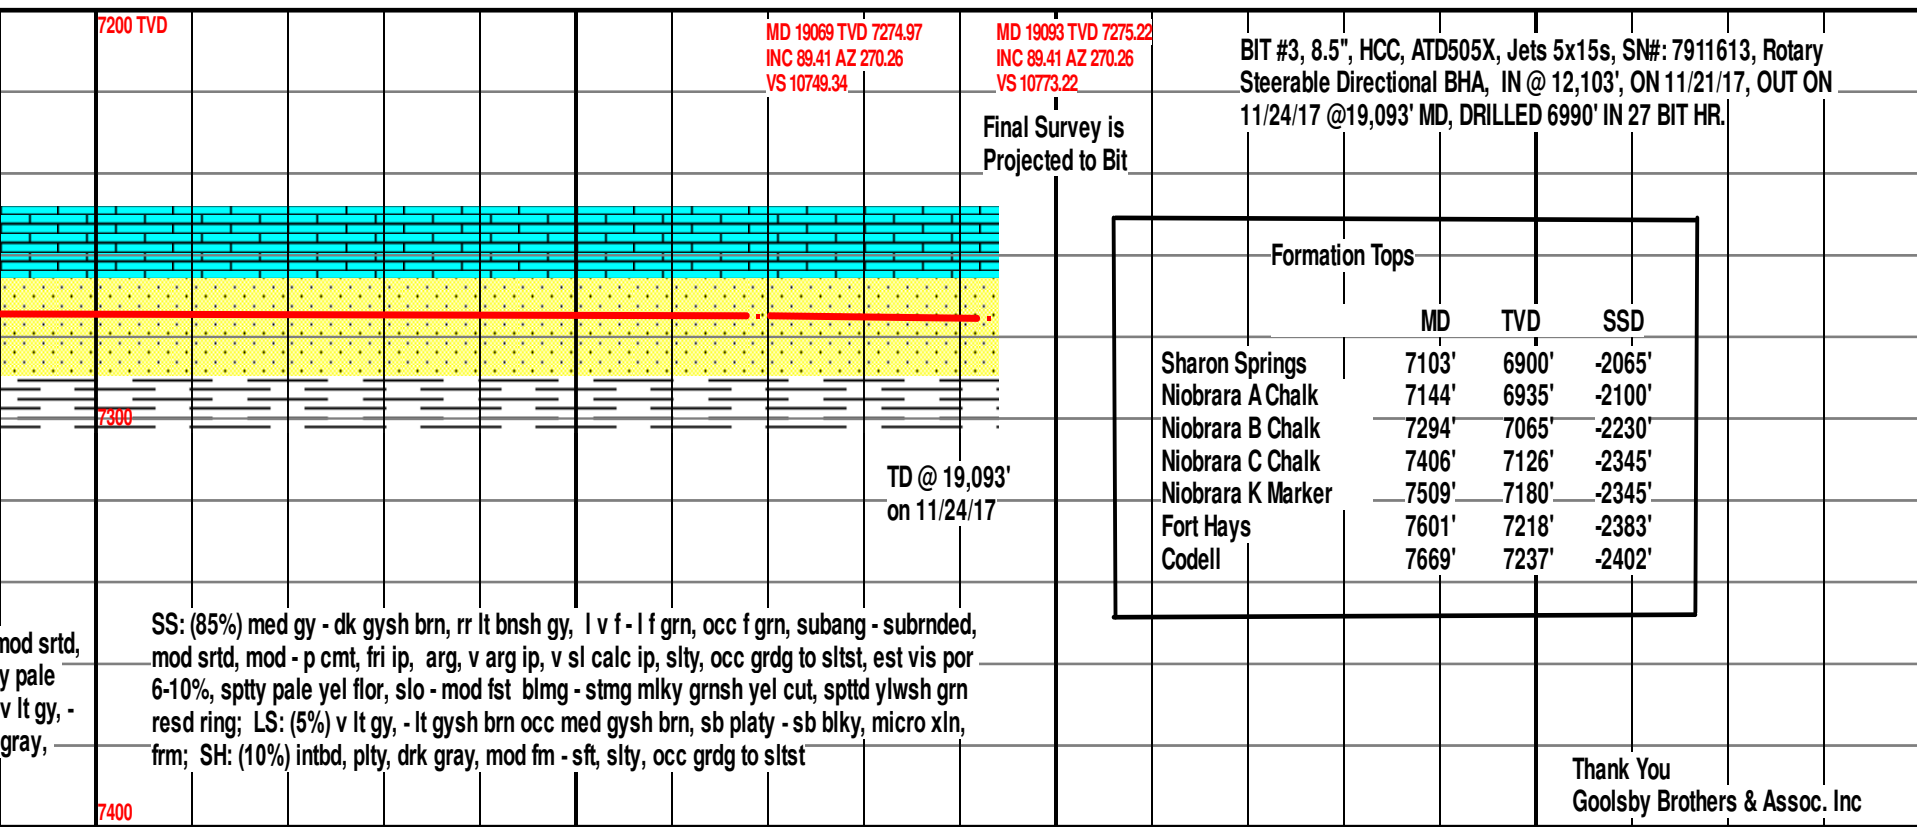 7200 TVD
MD 19069 TVD 7274.97
INC 89.41 AZ 270.26
VS 10749.34
MD 19093 TVD 7275.22
INC 89.41 AZ 270.26
VS 10773.22
Final Survey is
Projected to Bit
BIT #3, 8.5", HCC, ATD505X, Jets 5x15s, SN#: 7911613, Rotary
Steerable Directional BHA, IN @ 12,103', ON 11/21/17, OUT ON
11/24/17 @19,093' MD, DRILLED 6990' IN 27 BIT HR.
Formation Tops
MD TVD SSD
Sharon Springs 7103' 6900' -2065'
Niobrara A Chalk 7144' 6935' -2100'
Niobrara B Chalk 7294' 7065' -2230'
Niobrara C Chalk 7406' 7126' -2345'
Niobrara K Marker 7509' 7180' -2345'
Fort Hays 7601' 7218' -2383'
Codell 7669' 7237' -2402'
7300
TD @ 19,093'
on 11/24/17
mod srtd,
y pale
v lt gy, -
gray,
SS: (85%) med gy - dk gysh brn, rr lt bnsh gy, l v f - l f grn, occ f grn, subang - subrnded,
mod srtd, mod - p cmt, fri ip, arg, v arg ip, v sl calc ip, slty, occ grdg to sltst, est vis por
6-10%, sptty pale yel flor, slo - mod fst blmg - stmg mlky grnsh yel cut, spttd ylwsh grn
resd ring; LS: (5%) v lt gy, - lt gysh brn occ med gysh brn, sb platy - sb blky, micro xln,
frm; SH: (10%) intbd, plty, drk gray, mod fm - sft, slty, occ grdg to sltst
7400
Thank You
Goolsby Brothers & Assoc. Inc